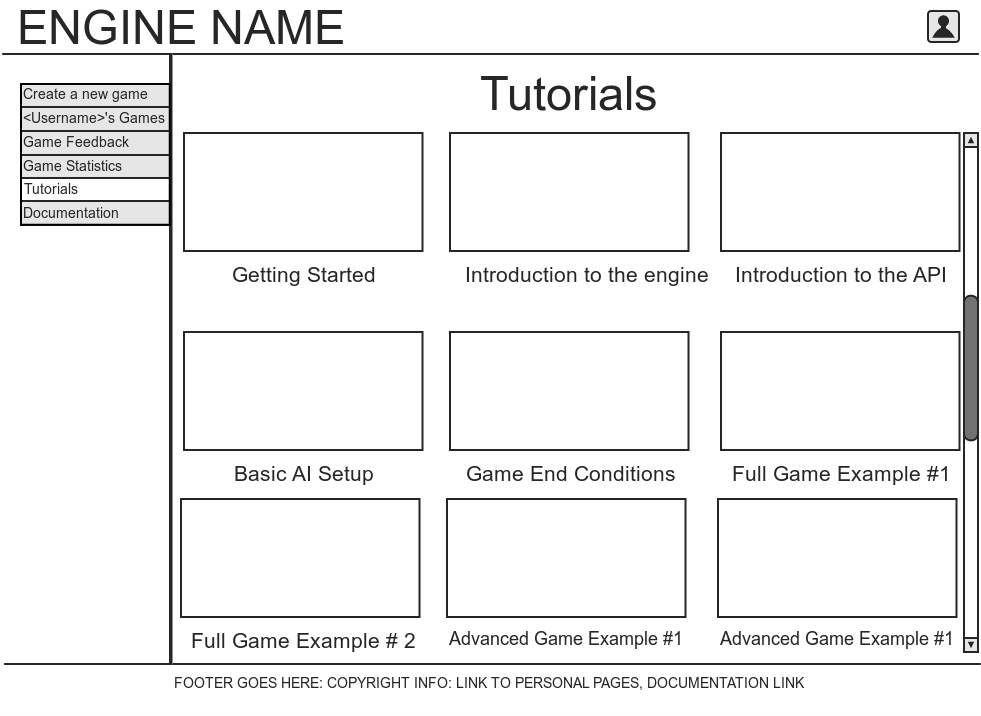 ENGINE NAME
Tutorials
Create a new game
<Username>'s Games
Game Feedback
Game Statistics
Tutorials
Documentation
Getting Started
Introduction to the engine
Introduction to the API
Basic AI Setup
Game End Conditions
Full Game Example #1
Full Game Example # 2
Advanced Game Example #1
Advanced Game Example #1
FOOTER GOES HERE: COPYRIGHT INFO: LINK TO PERSONAL PAGES, DOCUMENTATION LINK